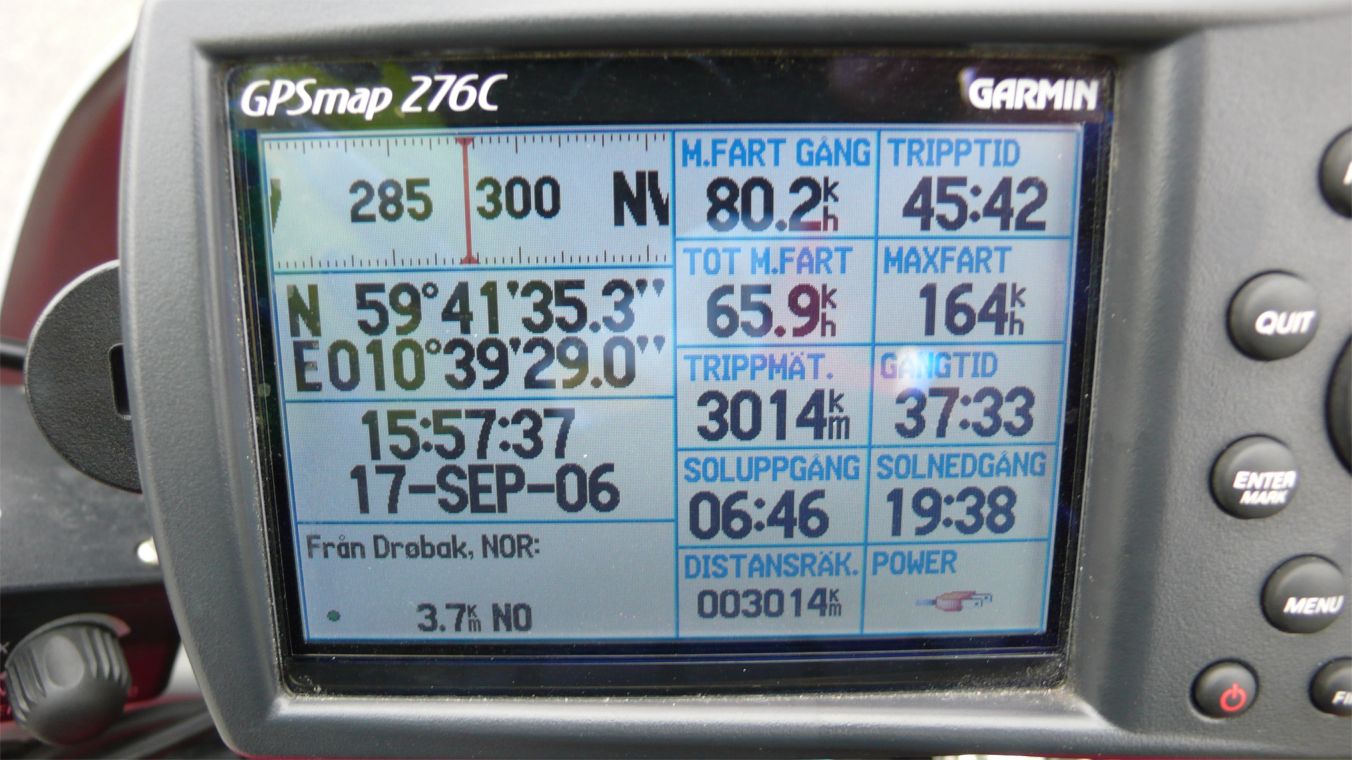 GPSmap 276C
GARMIN
285 300 NV
N 59°41'35.3"
E010°39'29.0"
15:57:37
17-SEP-06
Från Drøbak, NOR:
3.7km NO
M.FART GÅNG
80.2kh
TRIPPTID
45:42
TOT M.FART
65.9kh
MAXFART
164kh
TRIPPMÄT.
3014km
GÅNGTID
37:33
SOLUPPGÅNG
06:46
SOLNEDGÅNG
19:38
DISTANSRÄK.
003014km
POWER
QUIT
ENTER
MARK
MENU